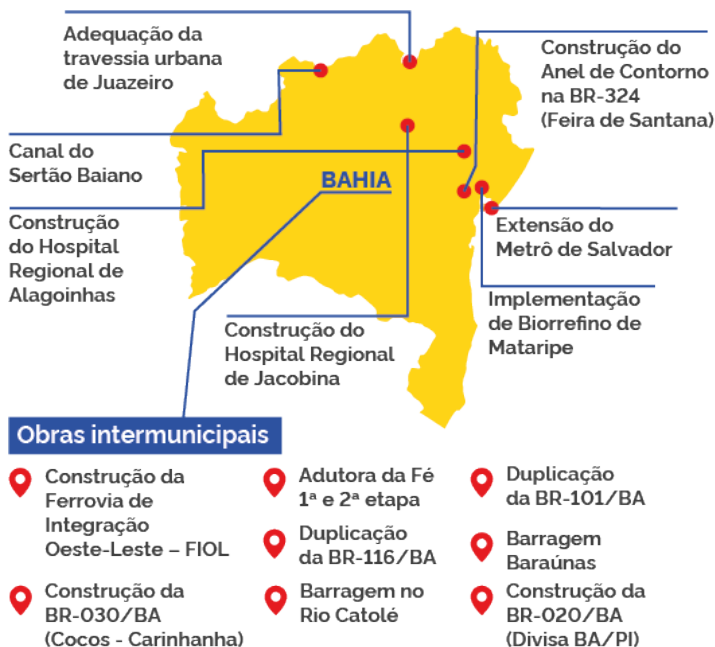 Adequação da
travessia urbana
de Juazeiro
Construção do
Anel de Contorno
na BR-324
(Feira de Santana)
Canal do
Sertão Baiano
BAHIA
Construção
do Hospital
Regional de
Alagoinhas
Extensão do
Metrô de Salvador
Implementação
de Biorrefino de
Mataripe
Construção do
Hospital Regional
de Jacobina
Obras intermunicipais
Construção da
Ferrovia de
Integração
Oeste-Leste – FIOL
Adutora da Fé
1ª e 2ª etapa
Duplicação
da BR-101/BA
Duplicação
da BR-116/BA
Barragem
Baraúnas
Construção da
BR-030/BA
(Cocos - Carinhanha)
Barragem no
Rio Catolé
Construção da
BR-020/BA
(Divisa BA/PI)